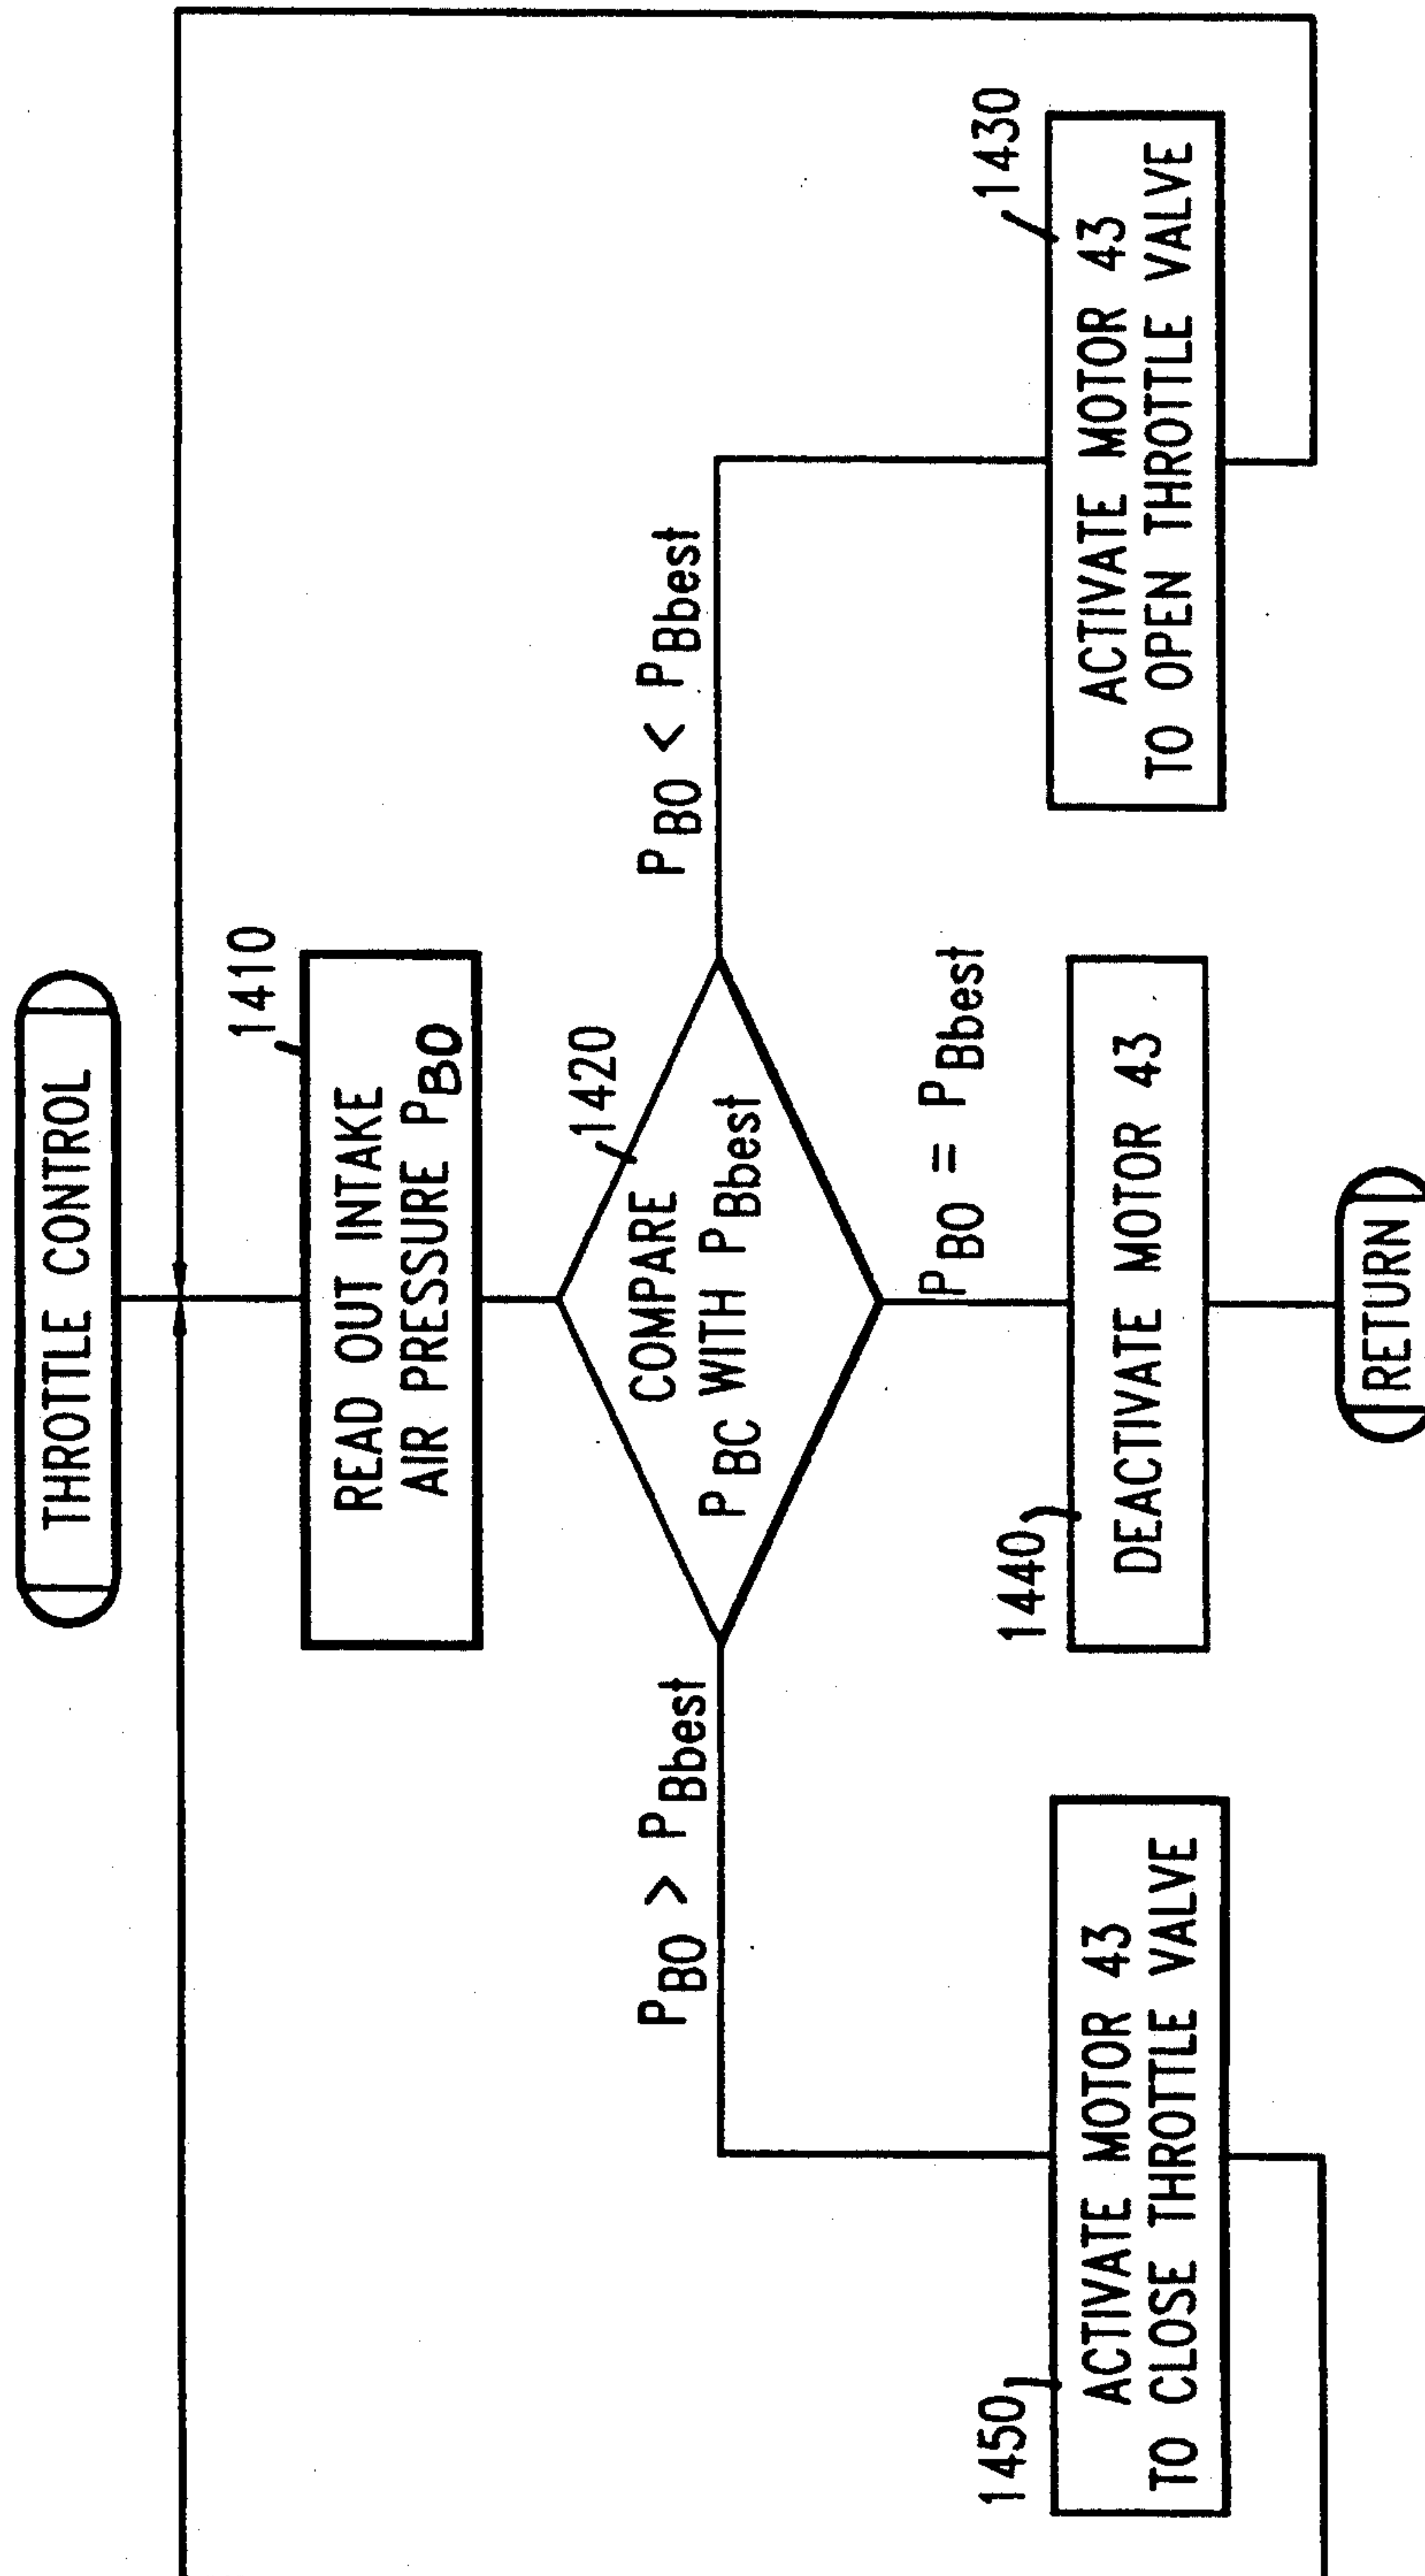 THROTTLE CONTROL
1410
READ OUT INTAKE
AIR PRESSURE PBO
1420
COMPARE
PBC WITH PBbest
PBO > PBbest
PBO = PBbest
PBO < PBbest
1450
ACTIVATE MOTOR 43
TO CLOSE THROTTLE VALVE
1440
DEACTIVATE MOTOR 43
1430
ACTIVATE MOTOR 43
TO OPEN THROTTLE VALVE
RETURN